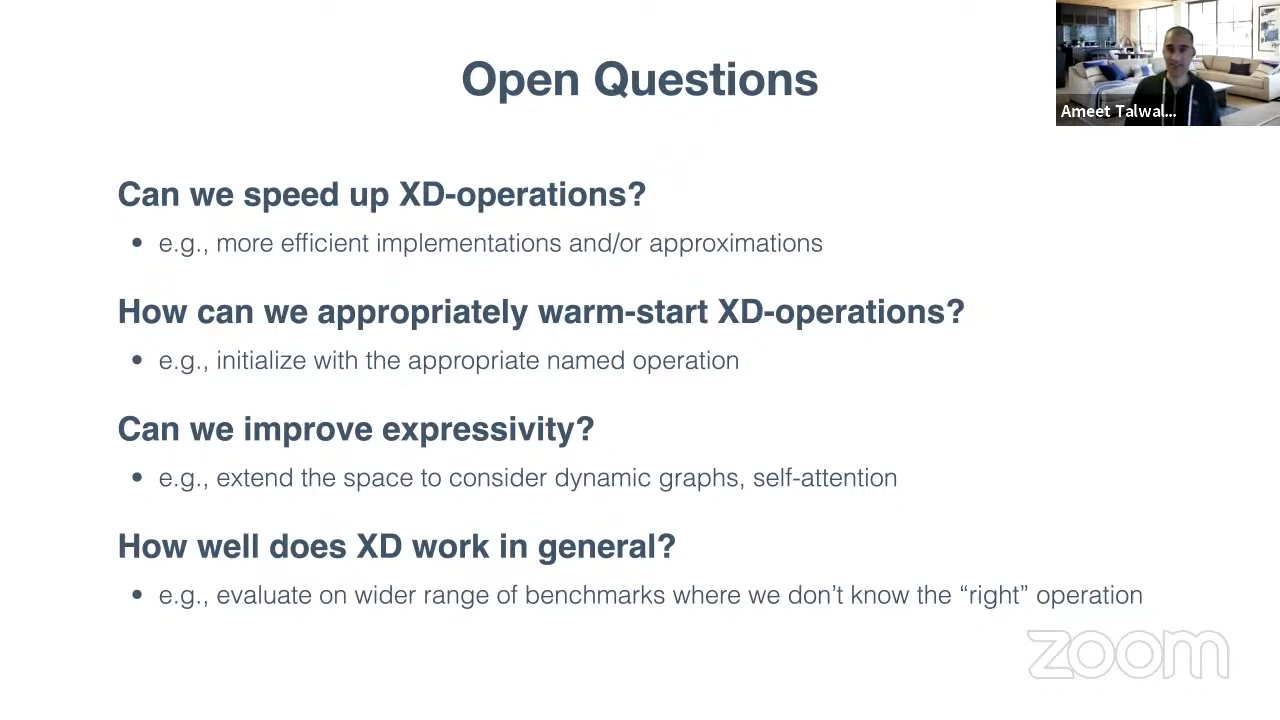 Open Questions
Ameet Talwal...
Can we speed up XD-operations?
• e.g., more efficient implementations and/or approximations
How can we appropriately warm-start XD-operations?
• e.g., initialize with the appropriate named operation
Can we improve expressivity?
• e.g., extend the space to consider dynamic graphs, self-attention
How well does XD work in general?
• e.g., evaluate on wider range of benchmarks where we don’t know the “right” operation
zoom